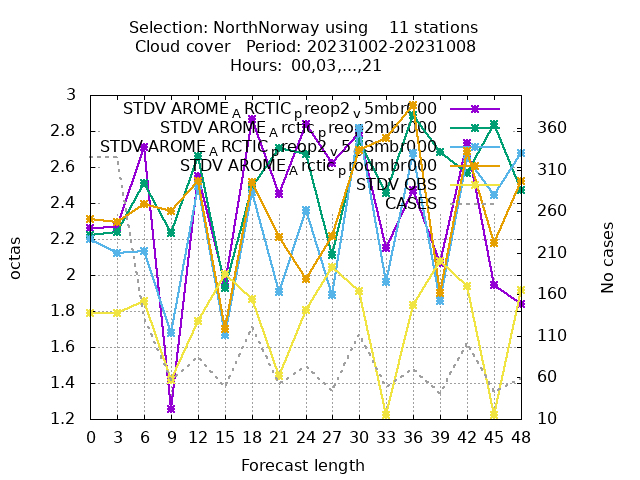 Selection: NorthNorway using    11 stations
Cloud cover   Period: 20231002-20231008
Hours:  00,03,...,21
3
2.8
2.6
2.4
2.2
2
1.8
1.6
1.4
1.2
octas
STDV AROME_ARCTIC_preop2_v5mbr000
STDV AROME_Arctic_preop2mbr000
STDV AROME_ARCTIC_preop2_v5_3mbr000
STDV AROME_Arctic_prodmbr000
STDV OBS
CASES
360
310
260
210
160
110
60
10
No cases
0 3 6 9 12 15 18 21 24 27 30 33 36 39 42 45 48
Forecast length